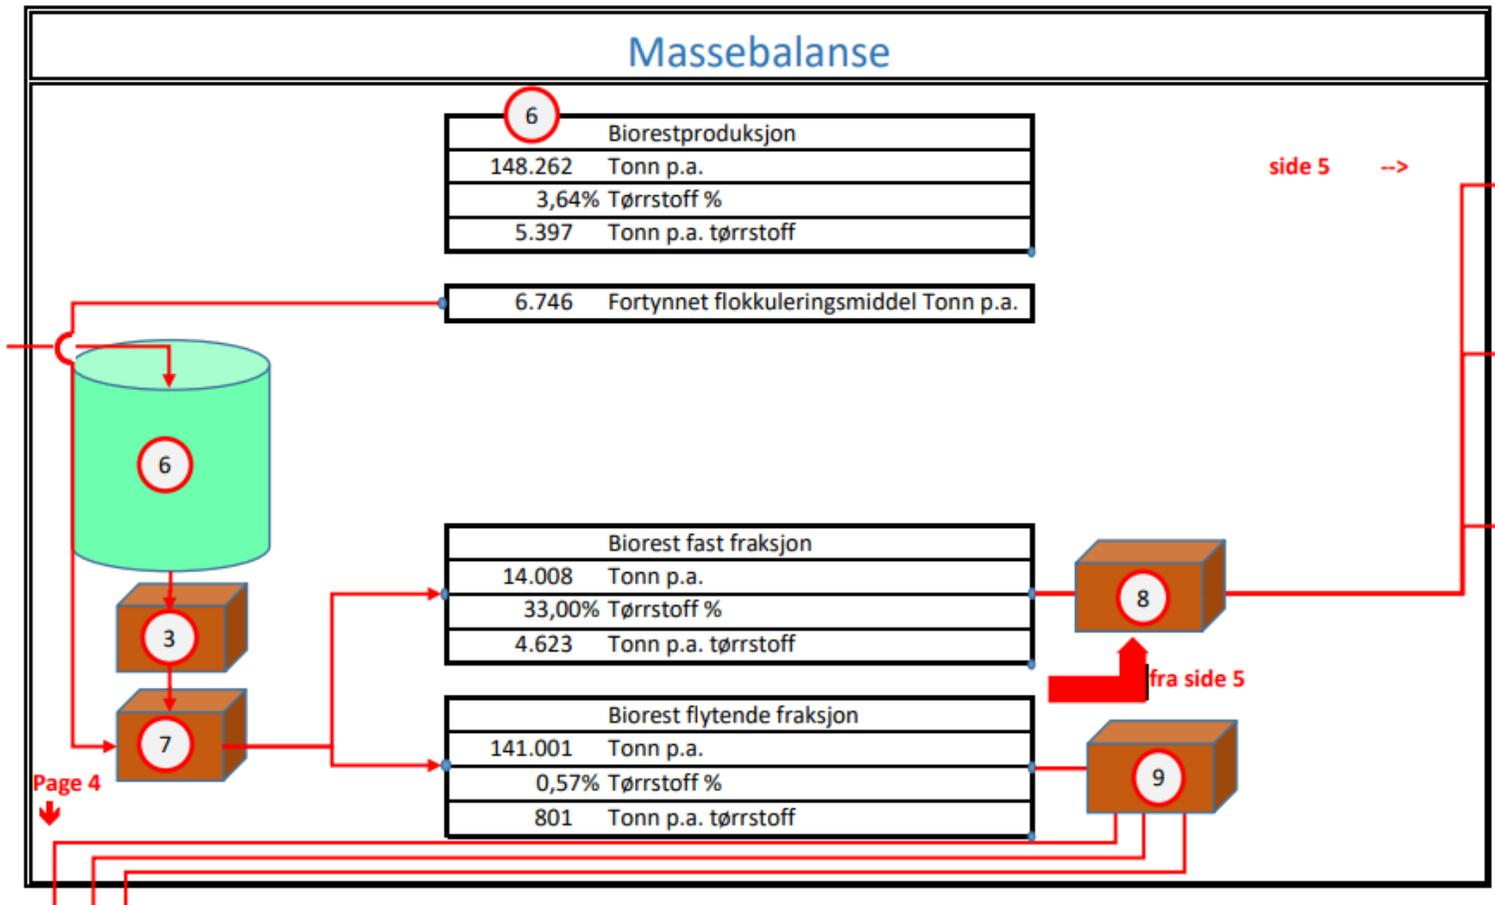 Massebalanse
6
Biorestproduksjon
148.262 Tonn p.a.
3,64% Tørrstoff %
5.397 Tonn p.a. tørrstoff
side 5 -->
6.746 Fortynnet flokkuleringsmiddel Tonn p.a.
6
3
7
Biorest fast fraksjon
14.008 Tonn p.a.
33,00% Tørrstoff %
4.623 Tonn p.a. tørrstoff
8
fra side 5
Biorest flytende fraksjon
141.001 Tonn p.a.
0,57% Tørrstoff %
801 Tonn p.a. tørrstoff
9
Page 4